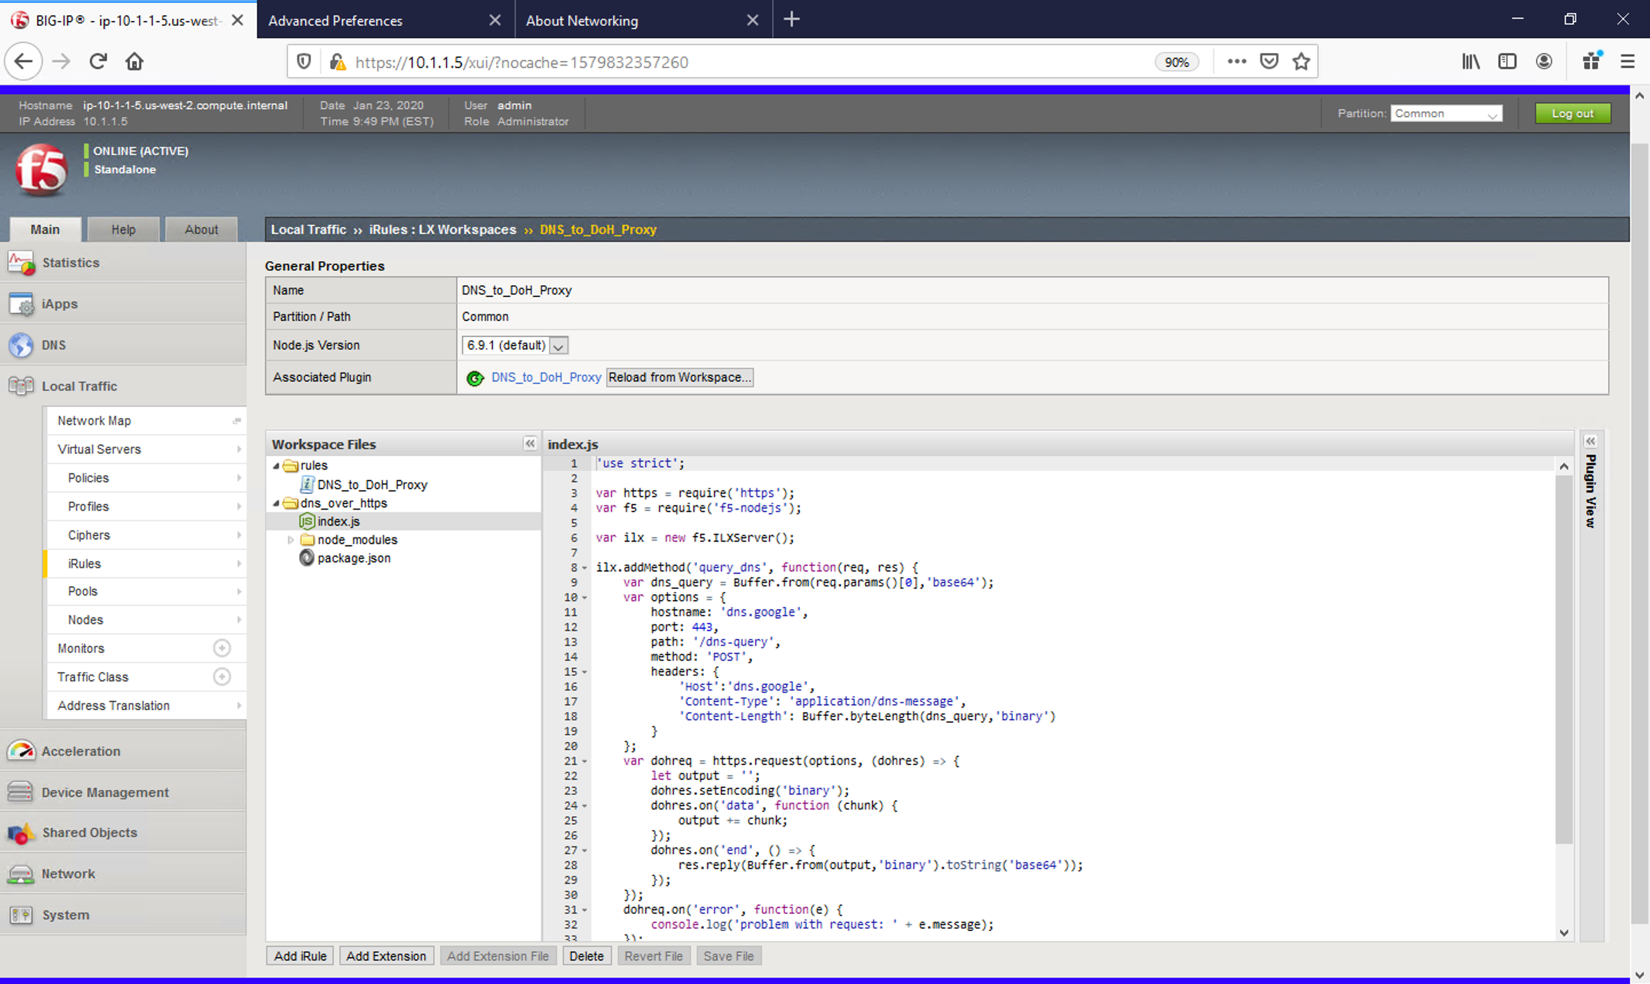 BIG-IP® - ip-10-1-1-5.us-west-
Advanced Preferences
About Networking
https://10.1.1.5/xui/?nocache=1579832357260
90%
Hostname ip-10-1-1-5.us-west-2.compute.internal
IP Address 10.1.1.5
Date Jan 23, 2020
Time 9:49 PM (EST)
User admin
Role Administrator
Partition: Common
Log out
f5
ONLINE (ACTIVE)
Standalone
Main
Help
About
Local Traffic ›› iRules : LX Workspaces ›› DNS_to_DoH_Proxy
Statistics
iApps
DNS
Local Traffic
Network Map
Virtual Servers
Policies
Profiles
Ciphers
iRules
Pools
Nodes
Monitors
Traffic Class
Address Translation
Acceleration
Device Management
Shared Objects
Network
System
General Properties
Name DNS_to_DoH_Proxy
Partition / Path Common
Node.js Version 6.9.1 (default)
Associated Plugin DNS_to_DoH_Proxy Reload from Workspace...
Workspace Files
rules
DNS_to_DoH_Proxy
dns_over_https
JS index.js
node_modules
package.json
index.js
1 'use strict';
2
3 var https = require('https');
4 var f5 = require('f5-nodejs');
5
6 var ilx = new f5.ILXServer();
7
8 ilx.addMethod('query_dns', function(req, res) {
9 var dns_query = Buffer.from(req.params()[0],'base64');
10 var options = {
11 hostname: 'dns.google',
12 port: 443,
13 path: '/dns-query',
14 method: 'POST',
15 headers: {
16 'Host':'dns.google',
17 'Content-Type': 'application/dns-message',
18 'Content-Length': Buffer.byteLength(dns_query,'binary')
19 }
20 };
21 var dohreq = https.request(options, (dohres) => {
22 let output = '';
23 dohres.setEncoding('binary');
24 dohres.on('data', function (chunk) {
25 output += chunk;
26 });
27 dohres.on('end', () => {
28 res.reply(Buffer.from(output,'binary').toString('base64'));
29 });
30 });
31 dohreq.on('error', function(e) {
32 console.log('problem with request: ' + e.message);
33 });
Plugin View
Add iRule
Add Extension
Add Extension File
Delete
Revert File
Save File